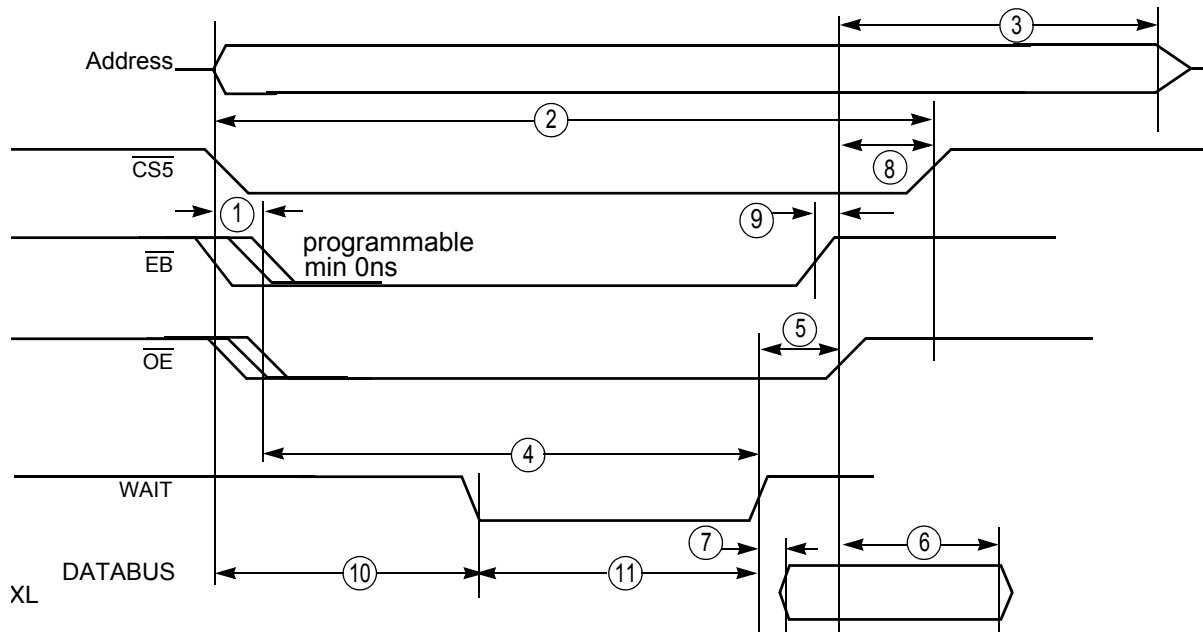 3
Address
2
CS5
8
1
9
programmable
min 0ns
EB
5
OE
4
WAIT
7
6
DATABUS
10
11
XL